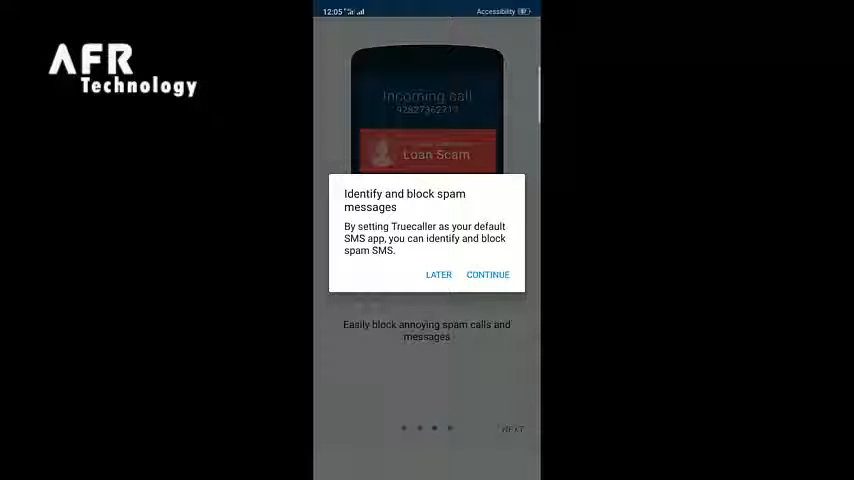 12:05
Accessibility
AFR
Technology
Incoming call
Loan Scam
Identify and block spam
messages
By setting Truecaller as your default
SMS app, you can identify and block
spam SMS.
LATER CONTINUE
Easily block annoying spam calls and
messages
NEXT